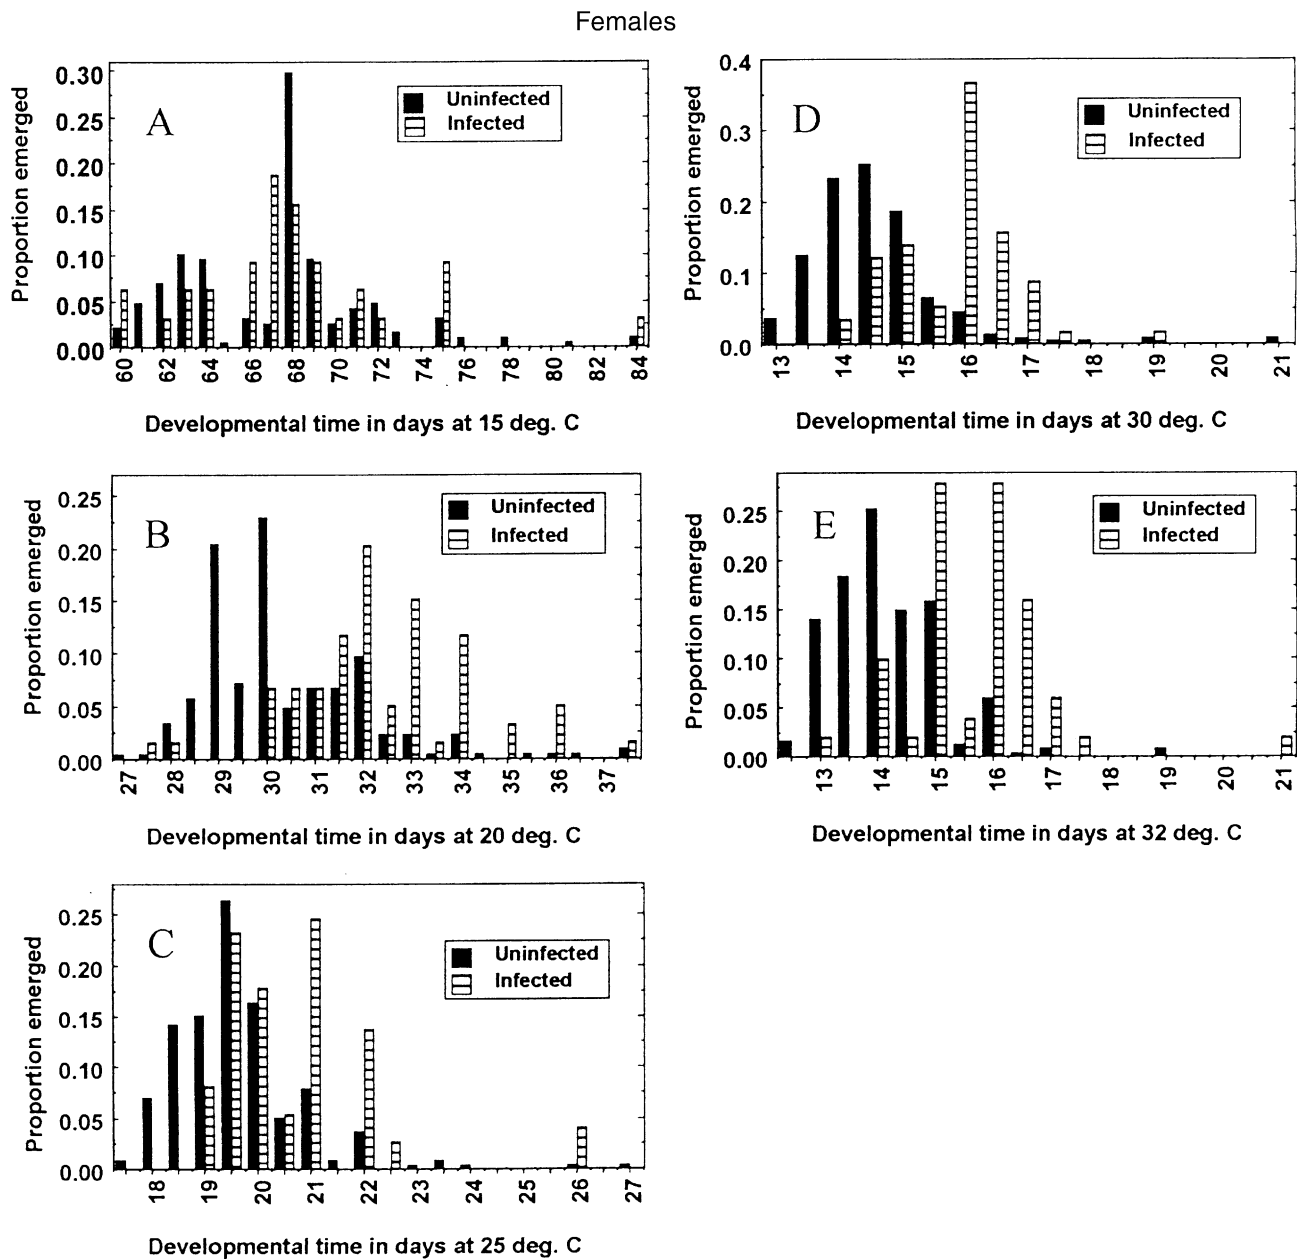 Females
Proportion emerged
0.30
0.25
0.20
0.15
0.10
0.05
0.00
A
Uninfected
Infected
60 62 64 66 68 70 72 74 76 78 80 82 84
Developmental time in days at 15 deg. C
Proportion emerged
0.4
0.3
0.2
0.1
0.0
D
Uninfected
Infected
13 14 15 16 17 18 19 20 21
Developmental time in days at 30 deg. C
Proportion emerged
0.25
0.20
0.15
0.10
0.05
0.00
B
Uninfected
Infected
27 28 29 30 31 32 33 34 35 36 37
Developmental time in days at 20 deg. C
Proportion emerged
0.25
0.20
0.15
0.10
0.05
0.00
E
Uninfected
Infected
13 14 15 16 17 18 19 20 21
Developmental time in days at 32 deg. C
Proportion emerged
0.25
0.20
0.15
0.10
0.05
0.00
C
Uninfected
Infected
18 19 20 21 22 23 24 25 26 27
Developmental time in days at 25 deg. C